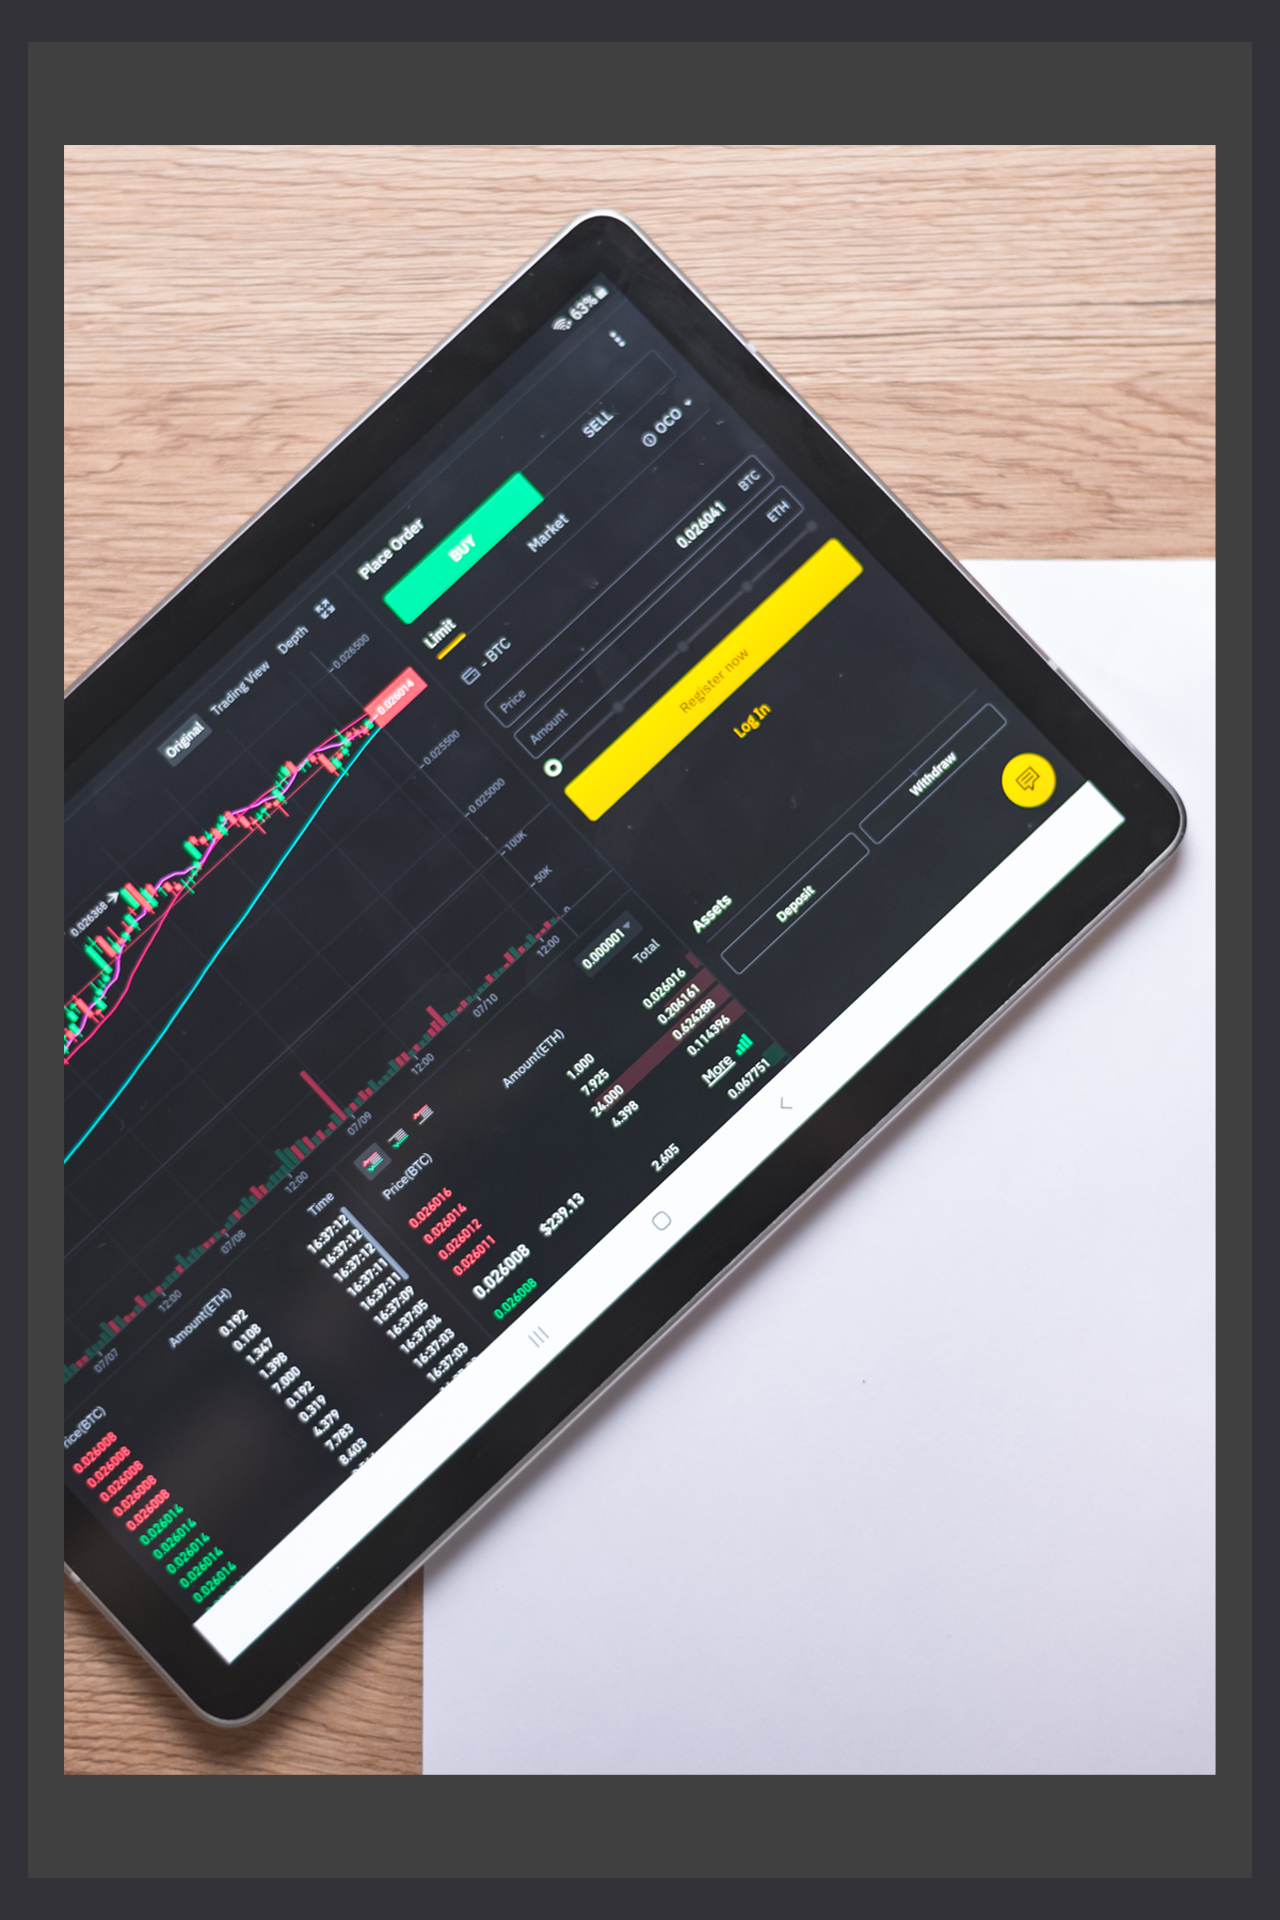 63%
Place Order
BUY
SELL
Limit
Market
OCO
- BTC
Price
0.026041
BTC
Amount
ETH
Register now
Log In
Assets
Deposit
Withdraw
Original
Trading View
Depth
0.026500
0.026014
0.025500
0.025000
100K
50K
0
0.026368
07/07
12:00
07/08
12:00
07/09
12:00
07/10
12:00
0.000001
Price(BTC)
Amount(ETH)
Total
0.026016
1.000
0.026016
0.026014
7.925
0.206161
0.026012
24.000
0.624288
0.026011
4.398
0.114396
0.026008
$239.13
More
0.026008
2.605
0.067751
rice(BTC)
Amount(ETH)
Time
0.026008
0.192
16:37:12
0.026008
0.108
16:37:12
0.026008
1.347
16:37:12
0.026008
1.398
16:37:11
0.026008
7.000
16:37:11
0.026014
0.192
16:37:09
0.026014
0.319
16:37:05
0.026014
4.379
16:37:04
0.026014
7.783
16:37:03
0.026014
8.403
16:37:03